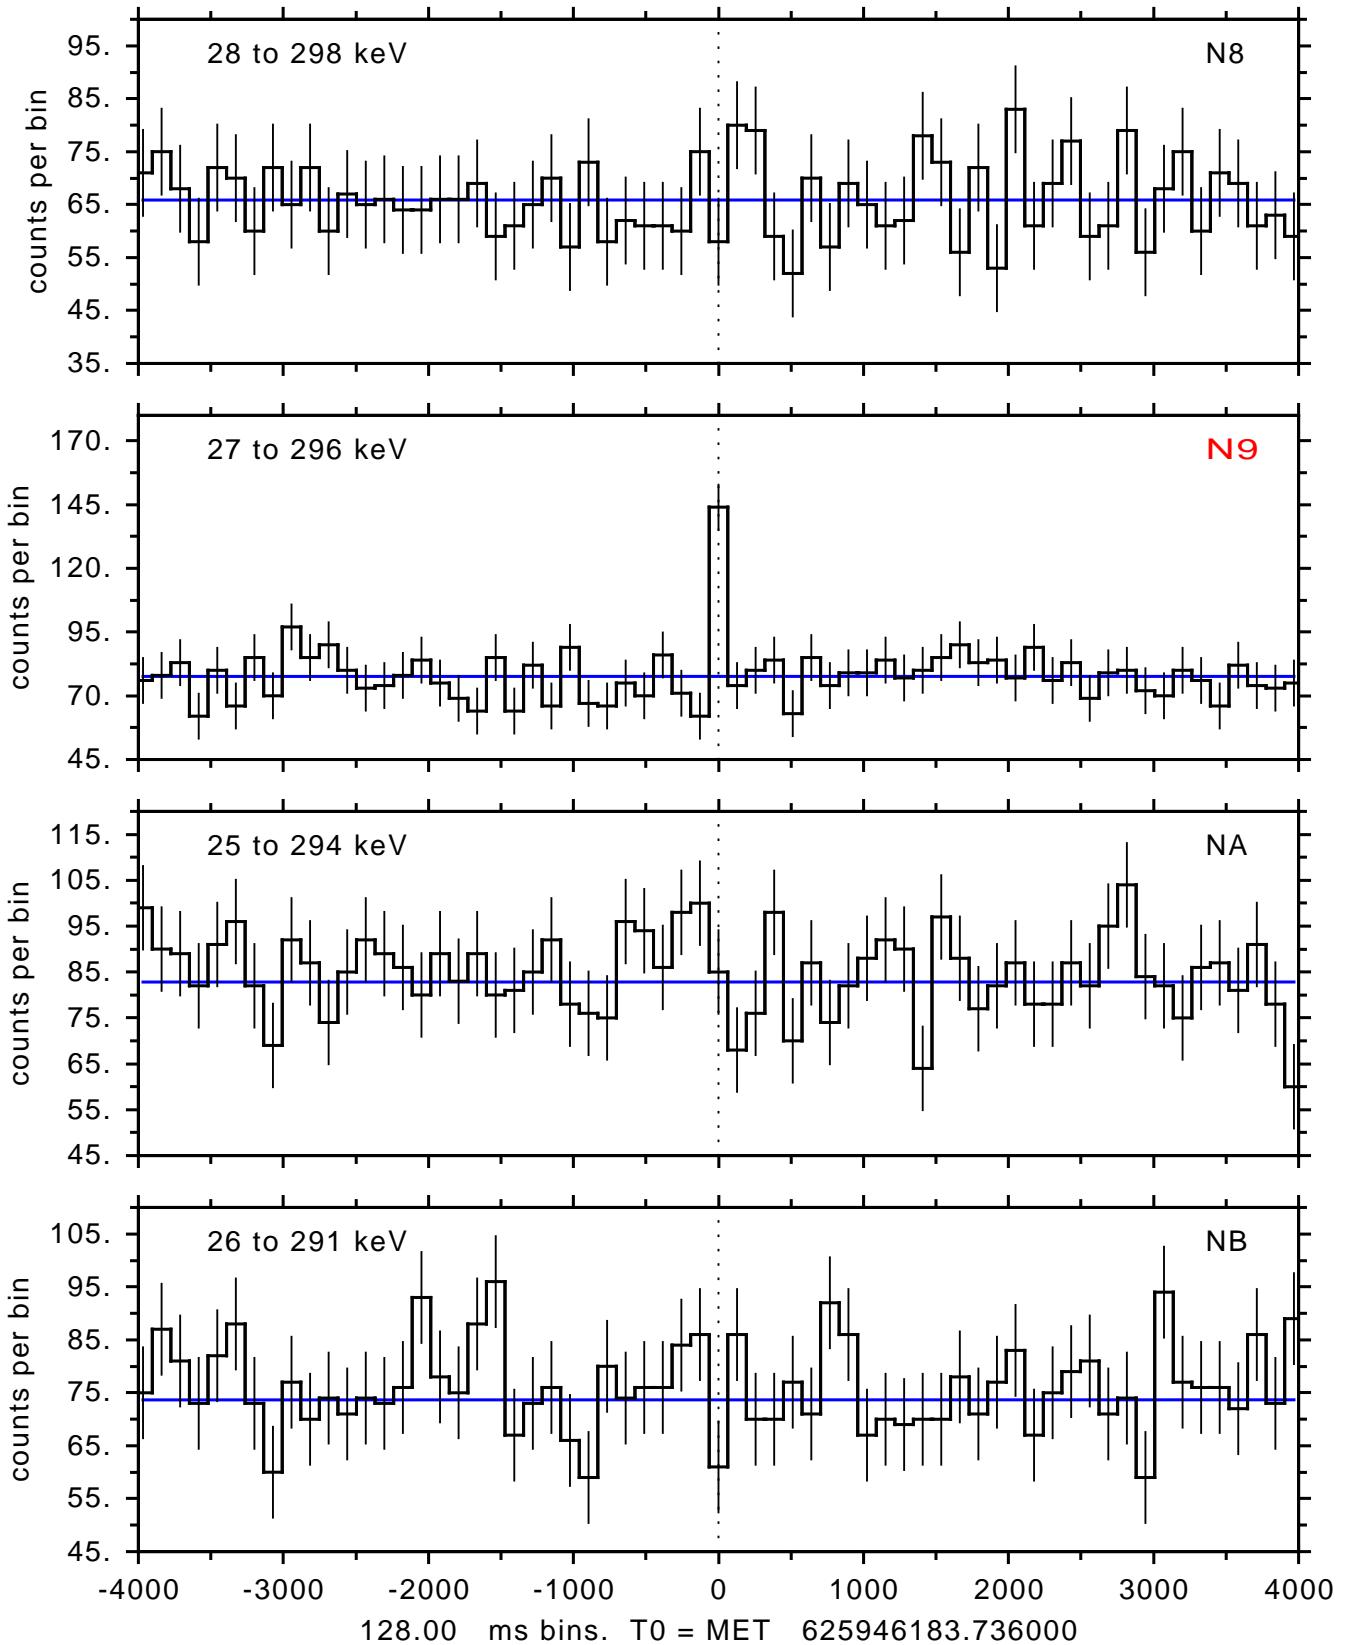 28 to 298 keV N8
95.
85.
75.
65.
55.
45.
35.
counts per bin
27 to 296 keV N9
170.
145.
120.
95.
70.
45.
counts per bin
25 to 294 keV NA
115.
105.
95.
85.
75.
65.
55.
45.
counts per bin
26 to 291 keV NB
105.
95.
85.
75.
65.
55.
45.
counts per bin
-4000 -3000 -2000 -1000 0 1000 2000 3000 4000
128.00 ms bins. T0 = MET 625946183.736000